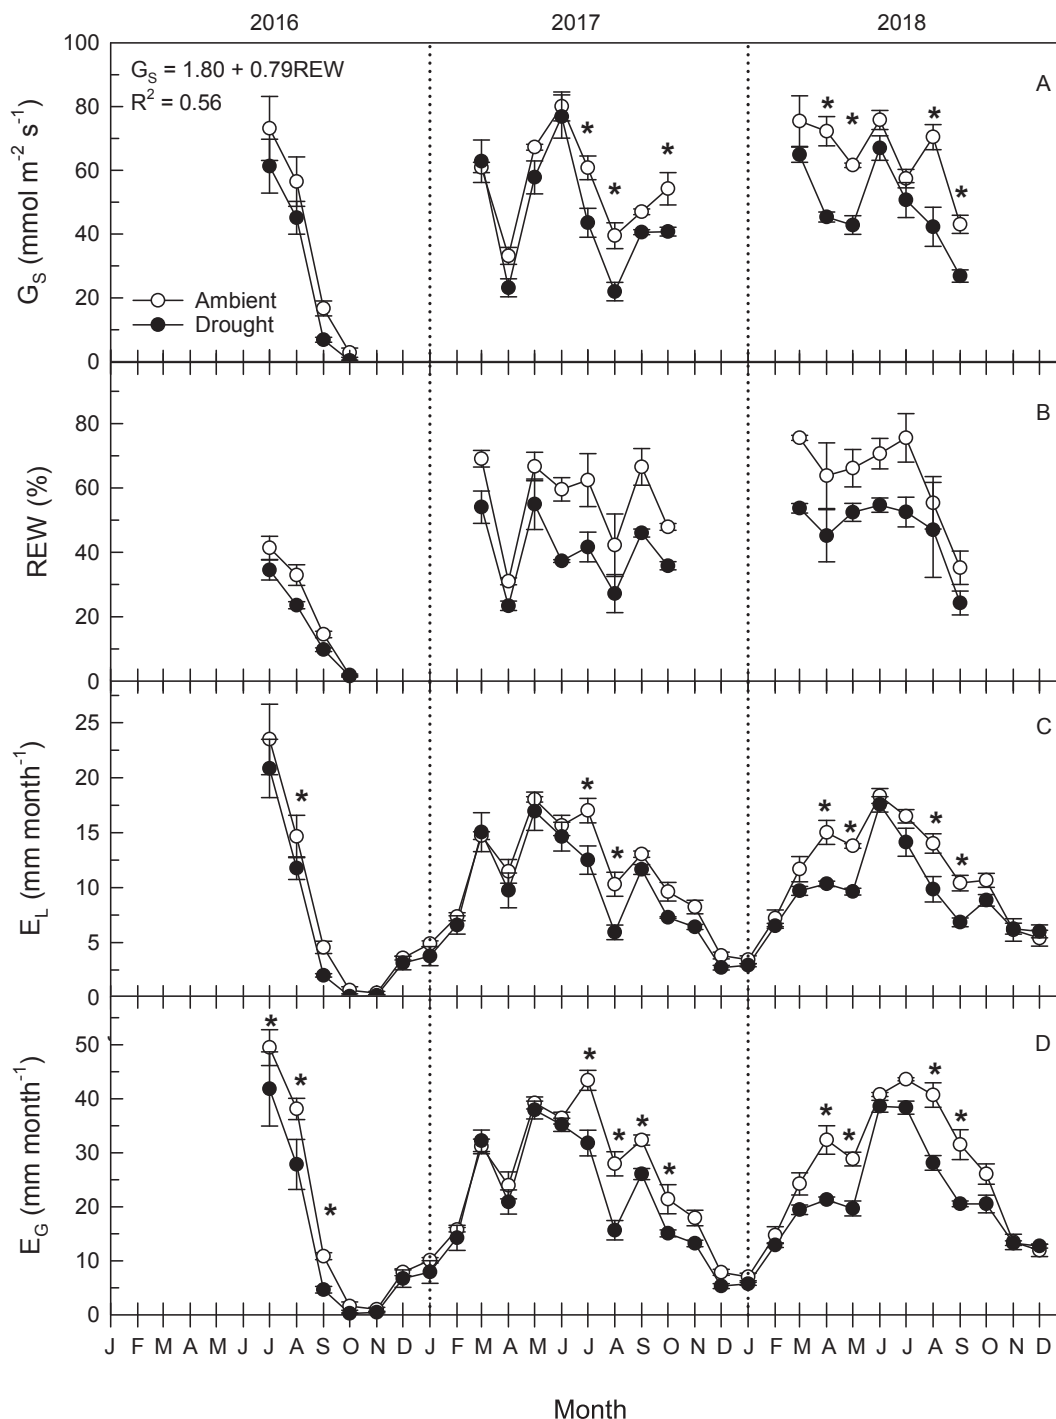 2016 2017 2018
G_S = 1.80 + 0.79REW
R² = 0.56
A
* * * * * * *
G_S (mmol m⁻² s⁻¹)
100
80
60
40
20
0
Ambient
Drought
B
REW (%)
80
60
40
20
0
C
* * * * * * *
E_L (mm month⁻¹)
25
20
15
10
5
0
D
* * * * * * * * * * *
E_G (mm month⁻¹)
50
40
30
20
10
0
J F M A M J J A S O N D J F M A M J J A S O N D J F M A M J J A S O N D
Month